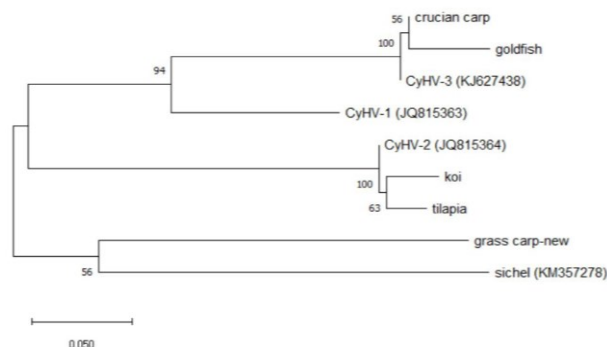 56 crucian carp
100 goldfish
94 CyHV-3 (KJ627438)
CyHV-1 (JQ815363)
CyHV-2 (JQ815364)
100 koi
63 tilapia
grass carp-new
56 sichel (KM357278)
0.050